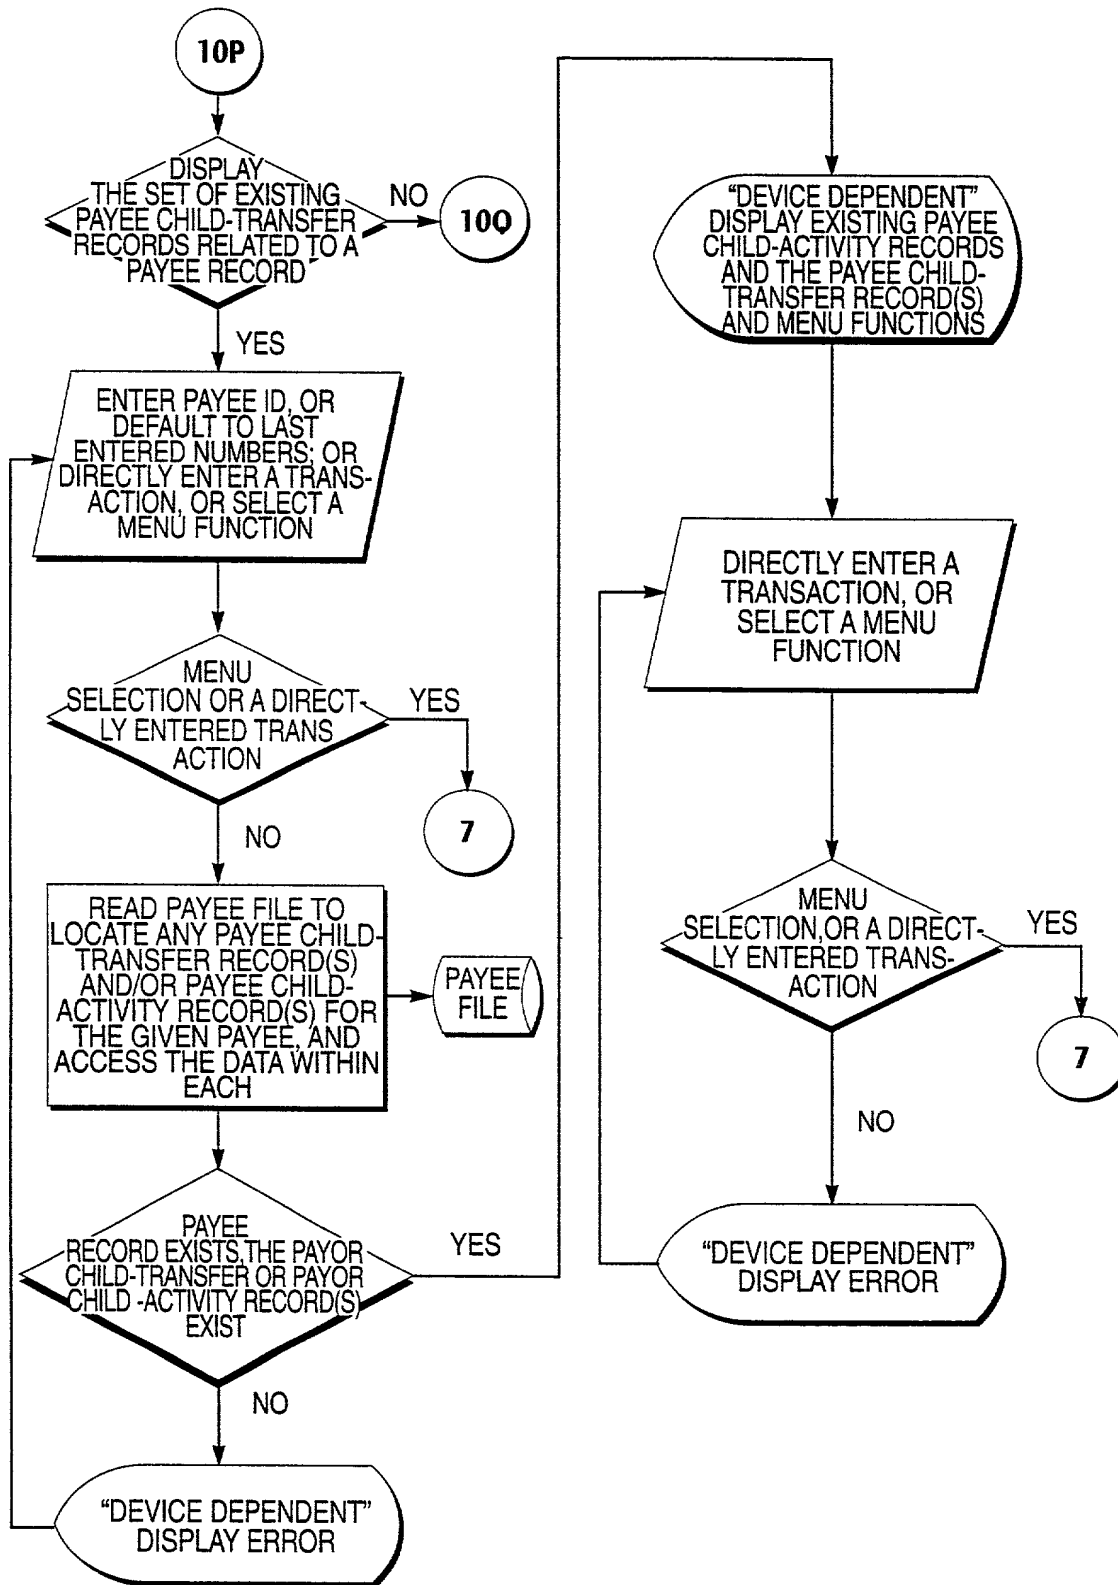 10P
DISPLAY
THE SET OF EXISTING
PAYEE CHILD-TRANSFER
RECORDS RELATED TO A
PAYEE RECORD
NO
10Q
YES
ENTER PAYEE ID, OR
DEFAULT TO LAST
ENTERED NUMBERS; OR
DIRECTLY ENTER A TRANS-
ACTION, OR SELECT A
MENU FUNCTION
MENU
SELECTION OR A DIRECT-
LY ENTERED TRANS
ACTION
YES
7
NO
READ PAYEE FILE TO
LOCATE ANY PAYEE CHILD-
TRANSFER RECORD(S)
AND/OR PAYEE CHILD-
ACTIVITY RECORD(S) FOR
THE GIVEN PAYEE, AND
ACCESS THE DATA WITHIN
EACH
PAYEE
FILE
PAYEE
RECORD EXISTS,THE PAYOR
CHILD-TRANSFER OR PAYOR
CHILD -ACTIVITY RECORD(S)
EXIST
YES
NO
“DEVICE DEPENDENT”
DISPLAY ERROR
“DEVICE DEPENDENT”
DISPLAY EXISTING PAYEE
CHILD-ACTIVITY RECORDS
AND THE PAYEE CHILD-
TRANSFER RECORD(S)
AND MENU FUNCTIONS
DIRECTLY ENTER A
TRANSACTION, OR
SELECT A MENU
FUNCTION
MENU
SELECTION,OR A DIRECT-
LY ENTERED TRANS-
ACTION
YES
7
NO
“DEVICE DEPENDENT”
DISPLAY ERROR